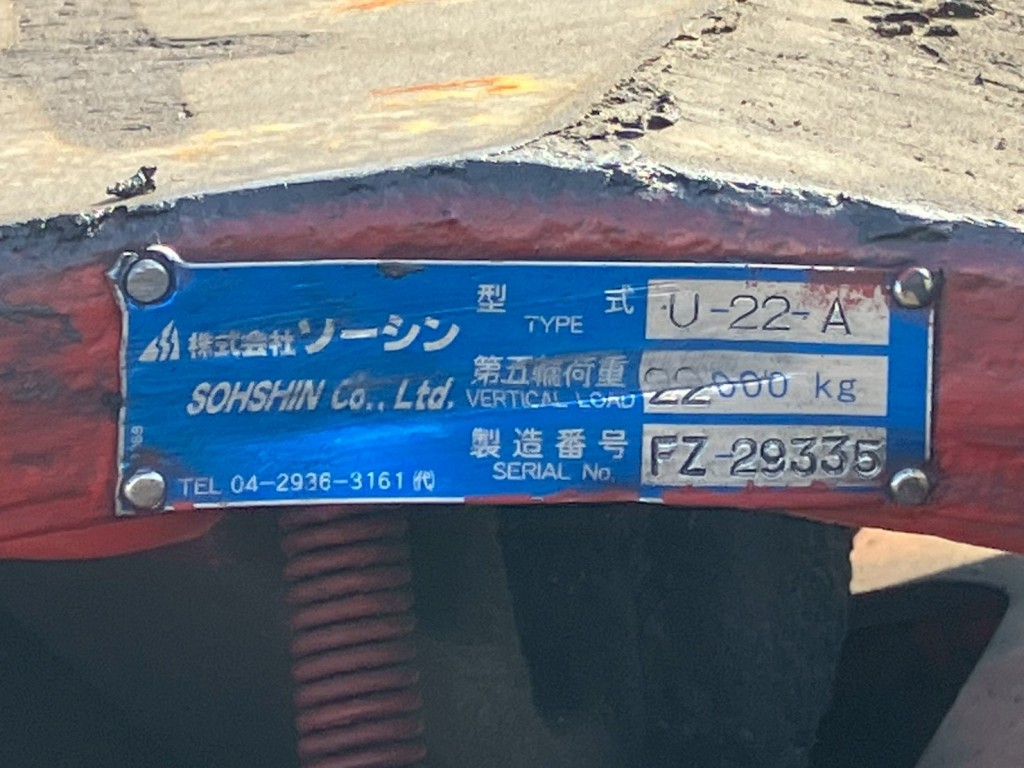 株式会社ソーシン
SOHSHIN Co., Ltd.
TEL 04-2936-3161㈹
型 式 U-22-A
TYPE
第五輪荷重 22000 kg
VERTICAL LOAD
製造番号 FZ-29335
SERIAL No.